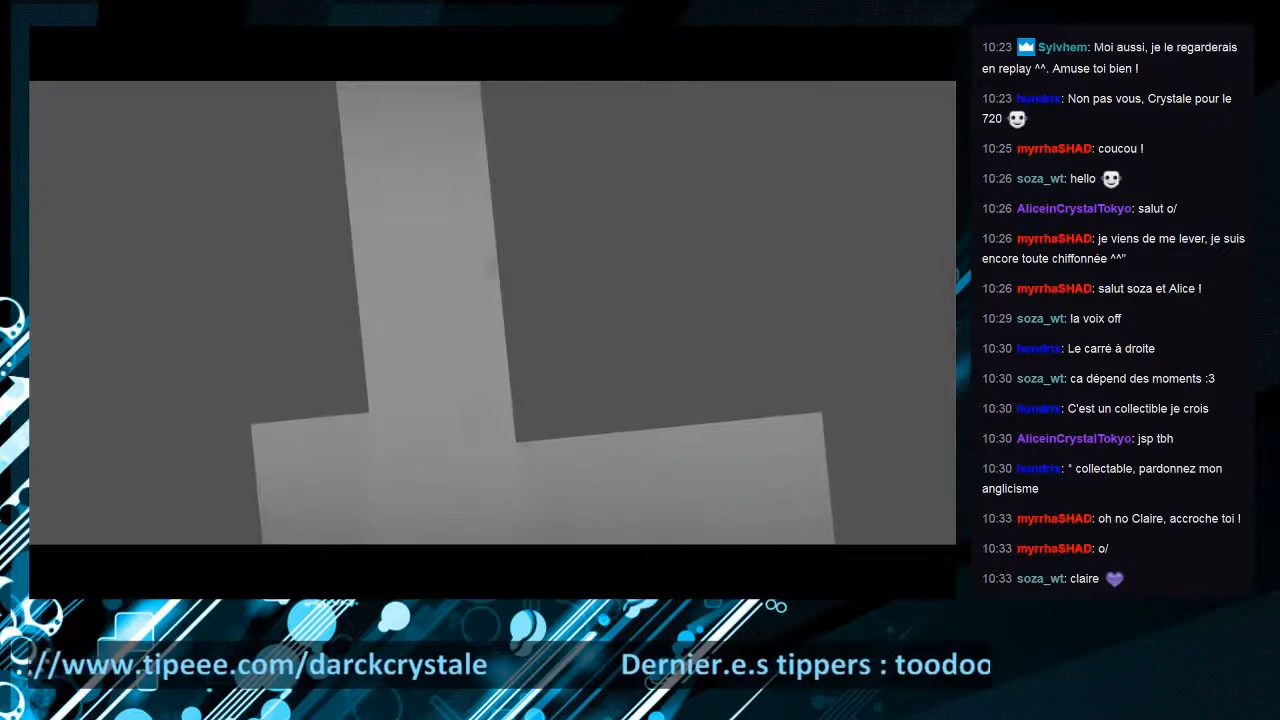 10:23 Sylvhem: Moi aussi, je le regarderais
en replay ^^. Amuse toi bien !
10:23 hundrix: Non pas vous, Crystale pour le
720
10:25 myrrhaSHAD: coucou !
10:26 soza_wt: hello
10:26 AliceinCrystalTokyo: salut o/
10:26 myrrhaSHAD: je viens de me lever, je suis
encore toute chiffonnée ^^"
10:26 myrrhaSHAD: salut soza et Alice !
10:29 soza_wt: la voix off
10:30 hundrix: Le carré à droite
10:30 soza_wt: ca dépend des moments :3
10:30 hundrix: C'est un collectible je crois
10:30 AliceinCrystalTokyo: jsp tbh
10:30 hundrix: * collectable, pardonnez mon
anglicisme
10:33 myrrhaSHAD: oh no Claire, accroche toi !
10:33 myrrhaSHAD: o/
10:33 soza_wt: claire
://www.tipeee.com/darckcrystale Dernier.e.s tippers : toodoo